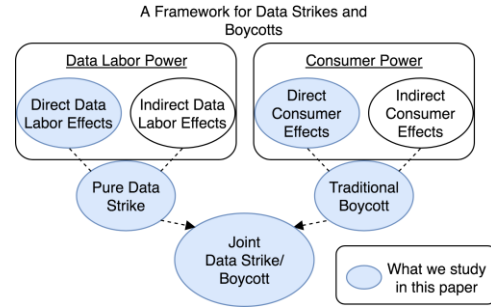 A Framework for Data Strikes and
Boycotts
Data Labor Power
Direct Data
Labor Effects
Indirect Data
Labor Effects
Consumer Power
Direct
Consumer
Effects
Indirect
Consumer
Effects
Pure Data
Strike
Traditional
Boycott
Joint
Data Strike/
Boycott
What we study
in this paper